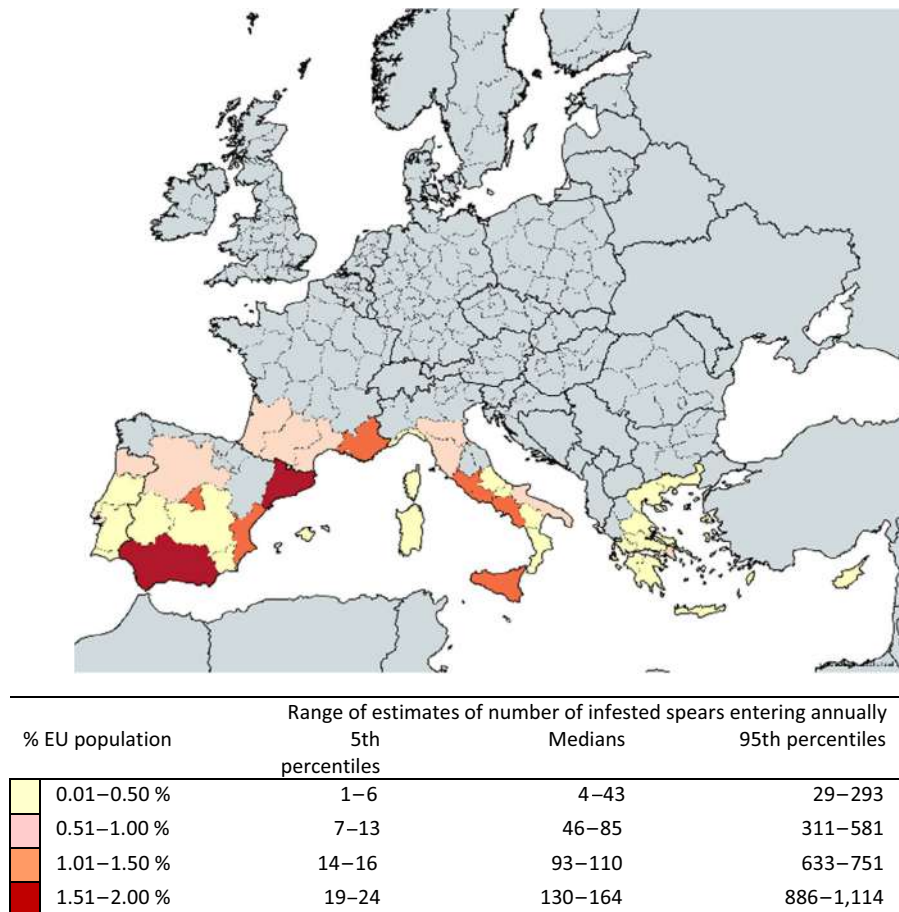 Range of estimates of number of infested spears entering annually
% EU population 5th percentiles Medians 95th percentiles
0.01–0.50 % 1–6 4–43 29–293
0.51–1.00 % 7–13 46–85 311–581
1.01–1.50 % 14–16 93–110 633–751
1.51–2.00 % 19–24 130–164 886–1,114